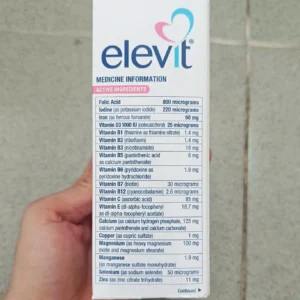 elevit
MEDICINE INFORMATION
ACTIVE INGREDIENTS
Folic Acid 800 micrograms
Iodine (as potassium iodide) 220 micrograms
Iron (as ferrous fumarate) 60 mg
Vitamin D3 1000 IU (colecalciferol) 25 micrograms
Vitamin B1 (thiamine as thiamine nitrate) 1.4 mg
Vitamin B2 (riboflavin) 1.4 mg
Vitamin B3 (nicotinamide) 18 mg
Vitamin B5 (pantothenic acid 6 mg
as calcium pantothenate)
Vitamin B6 (pyridoxine as 1.9 mg
pyridoxine hydrochloride)
Vitamin B7 (biotin) 30 micrograms
Vitamin B12 (cyanocobalamin) 2.6 micrograms
Vitamin C (ascorbic acid) 85 mg
Vitamin E (dl-alpha-tocopheryl 18.7 mg
as dl-alpha-tocopheryl acetate)
Calcium (as calcium hydrogen phosphate, 125 mg
calcium pantothenate and calcium carbonate)
Copper (as cupric sulfate) 1 mg
Magnesium (as heavy magnesium 100 mg
oxide and magnesium stearate)
Manganese 1.9 mg
(as manganese sulfate monohydrate)
Selenium (as sodium selenate) 50 micrograms
Zinc (as zinc citrate trihydrate) 11 mg